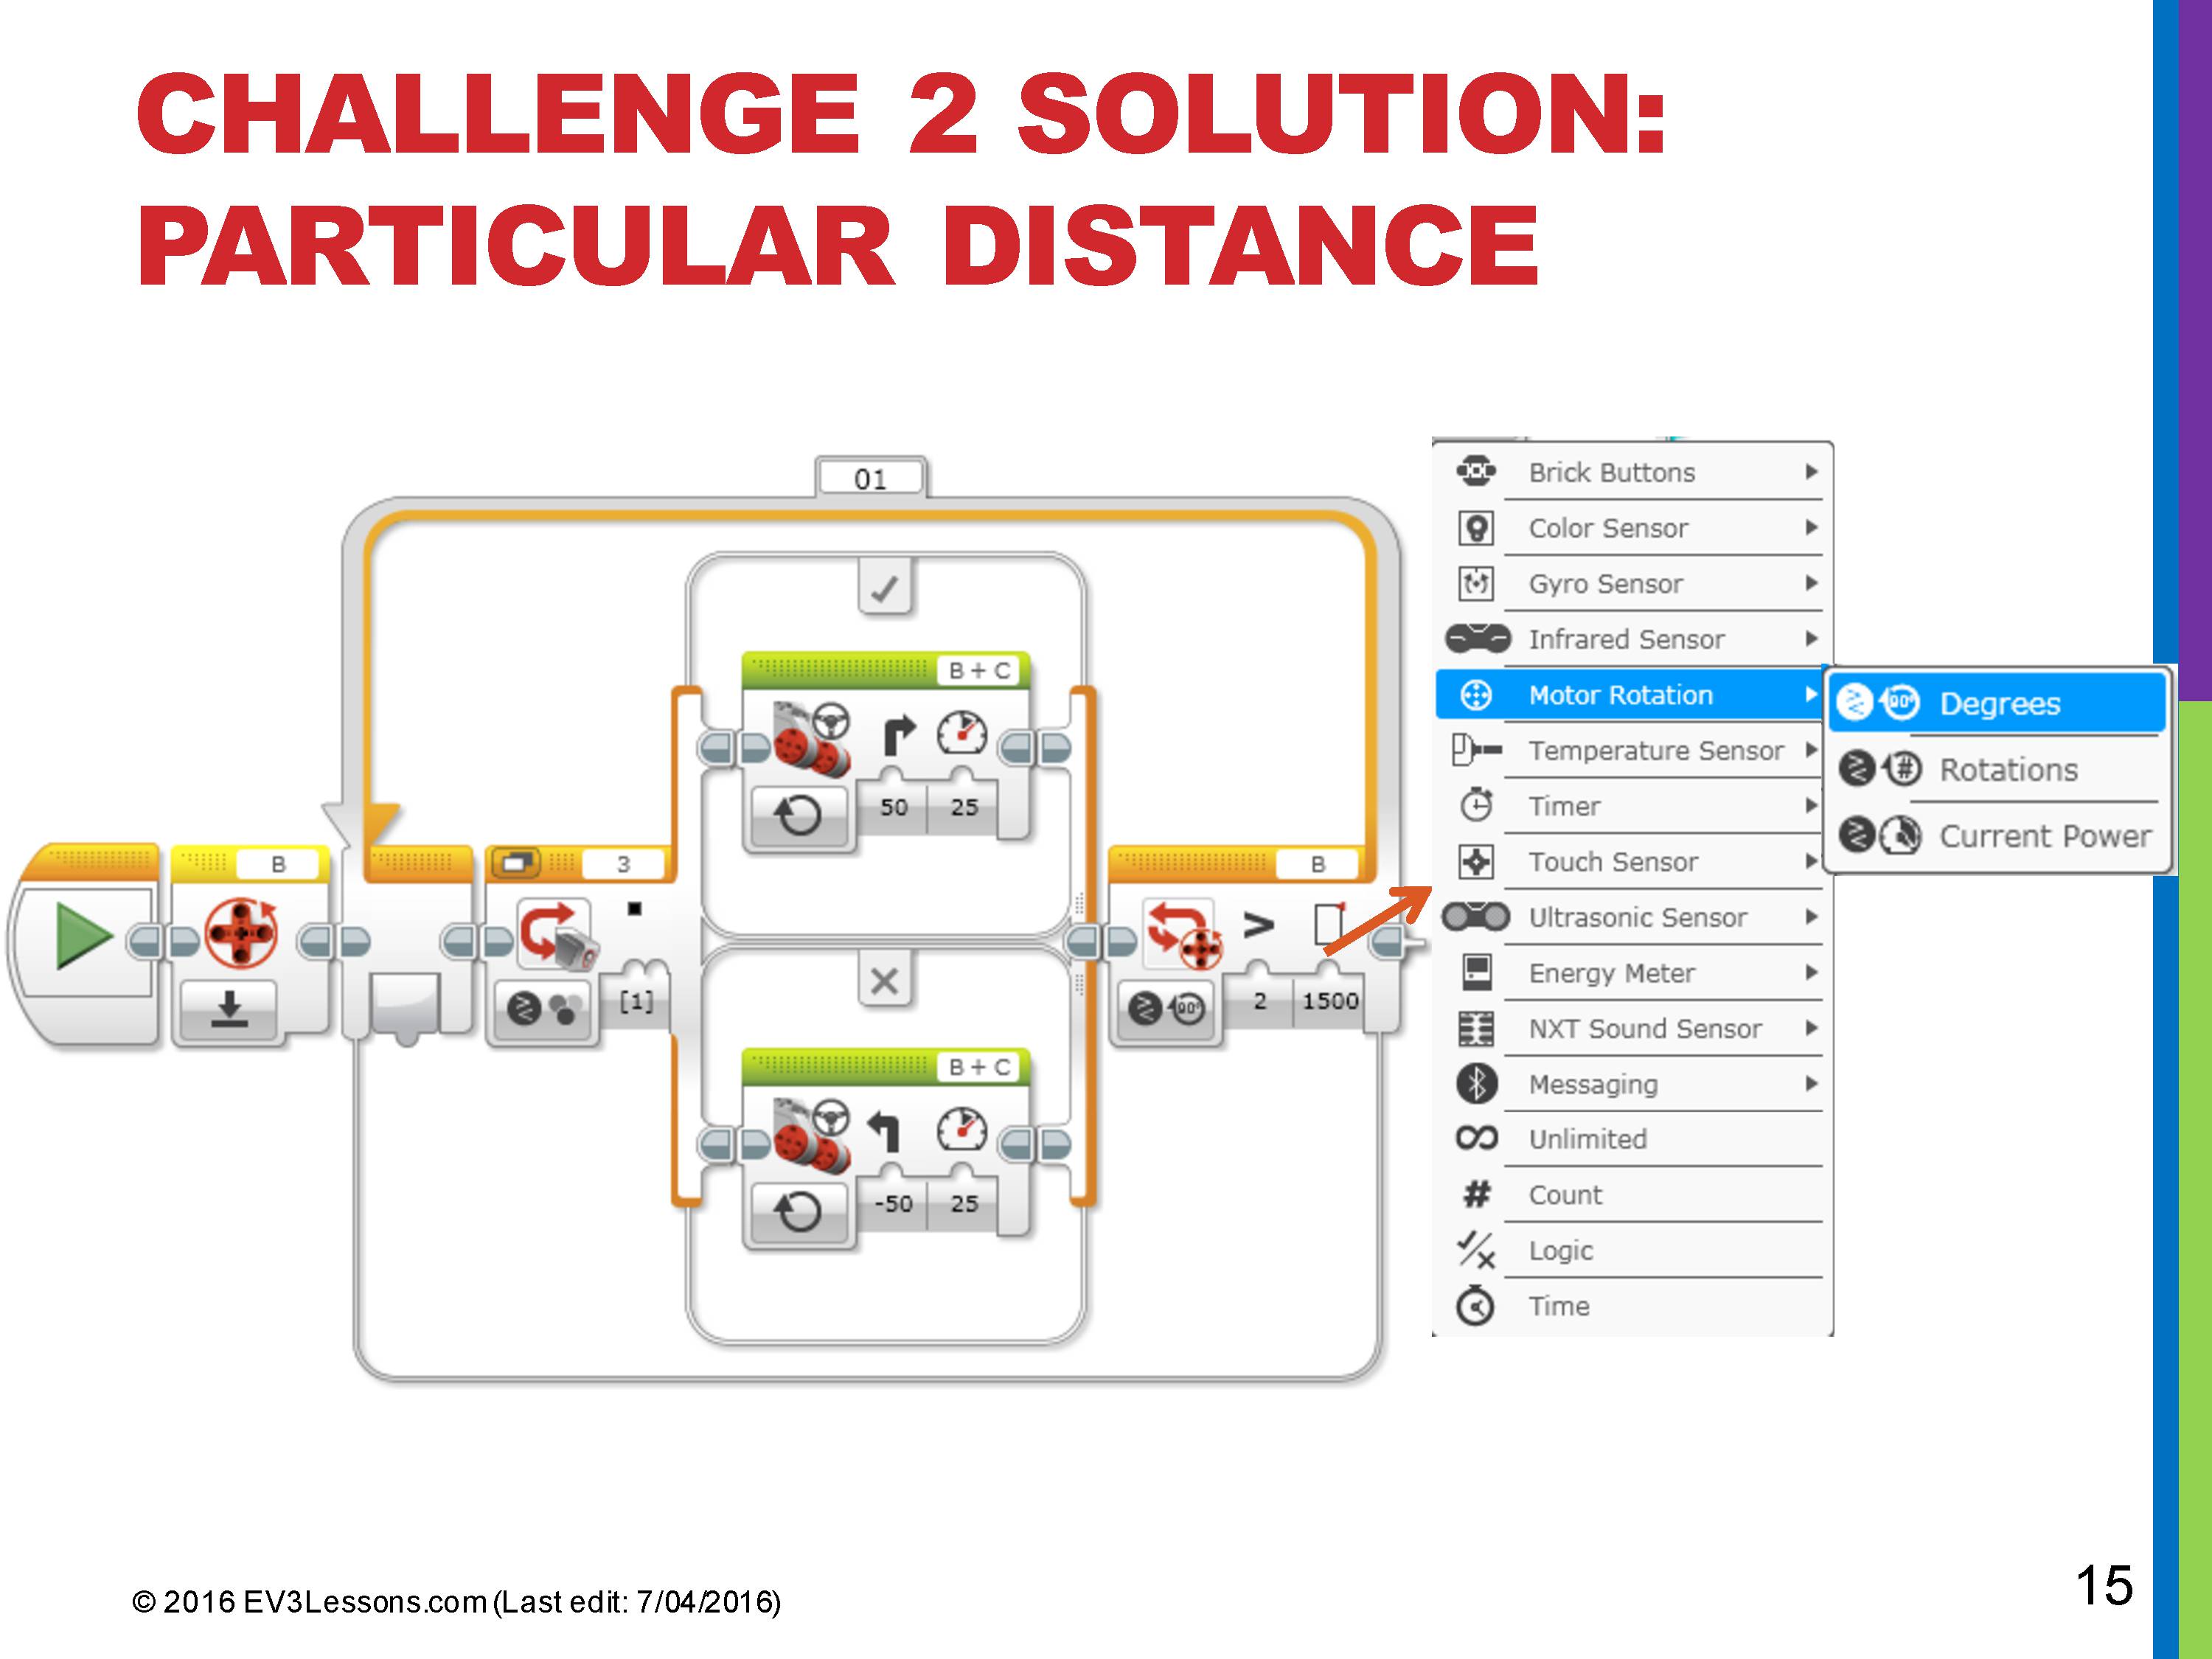 CHALLENGE 2 SOLUTION:
PARTICULAR DISTANCE
01
B
3
[1]
B + C
50 25
B + C
-50 25
B
>
2 1500
90°
Brick Buttons
Color Sensor
Gyro Sensor
Infrared Sensor
Motor Rotation
Temperature Sensor
Timer
Touch Sensor
Ultrasonic Sensor
Energy Meter
NXT Sound Sensor
Messaging
Unlimited
# Count
Logic
Time
90° Degrees
# Rotations
Current Power
© 2016 EV3Lessons.com (Last edit: 7/04/2016)
15